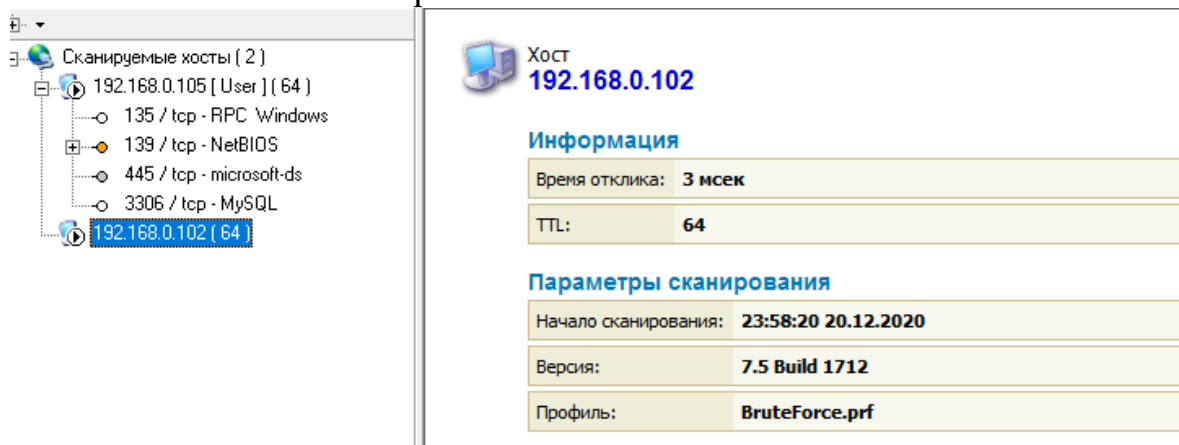 Сканируемые хосты ( 2 )
192.168.0.105 [ User ] ( 64 )
135 / tcp - RPC Windows
139 / tcp - NetBIOS
445 / tcp - microsoft-ds
3306 / tcp - MySQL
192.168.0.102 ( 64 )
Хост
192.168.0.102
Информация
Время отклика: 3 мсек
TTL: 64
Параметры сканирования
Начало сканирования: 23:58:20 20.12.2020
Версия: 7.5 Build 1712
Профиль: BruteForce.prf